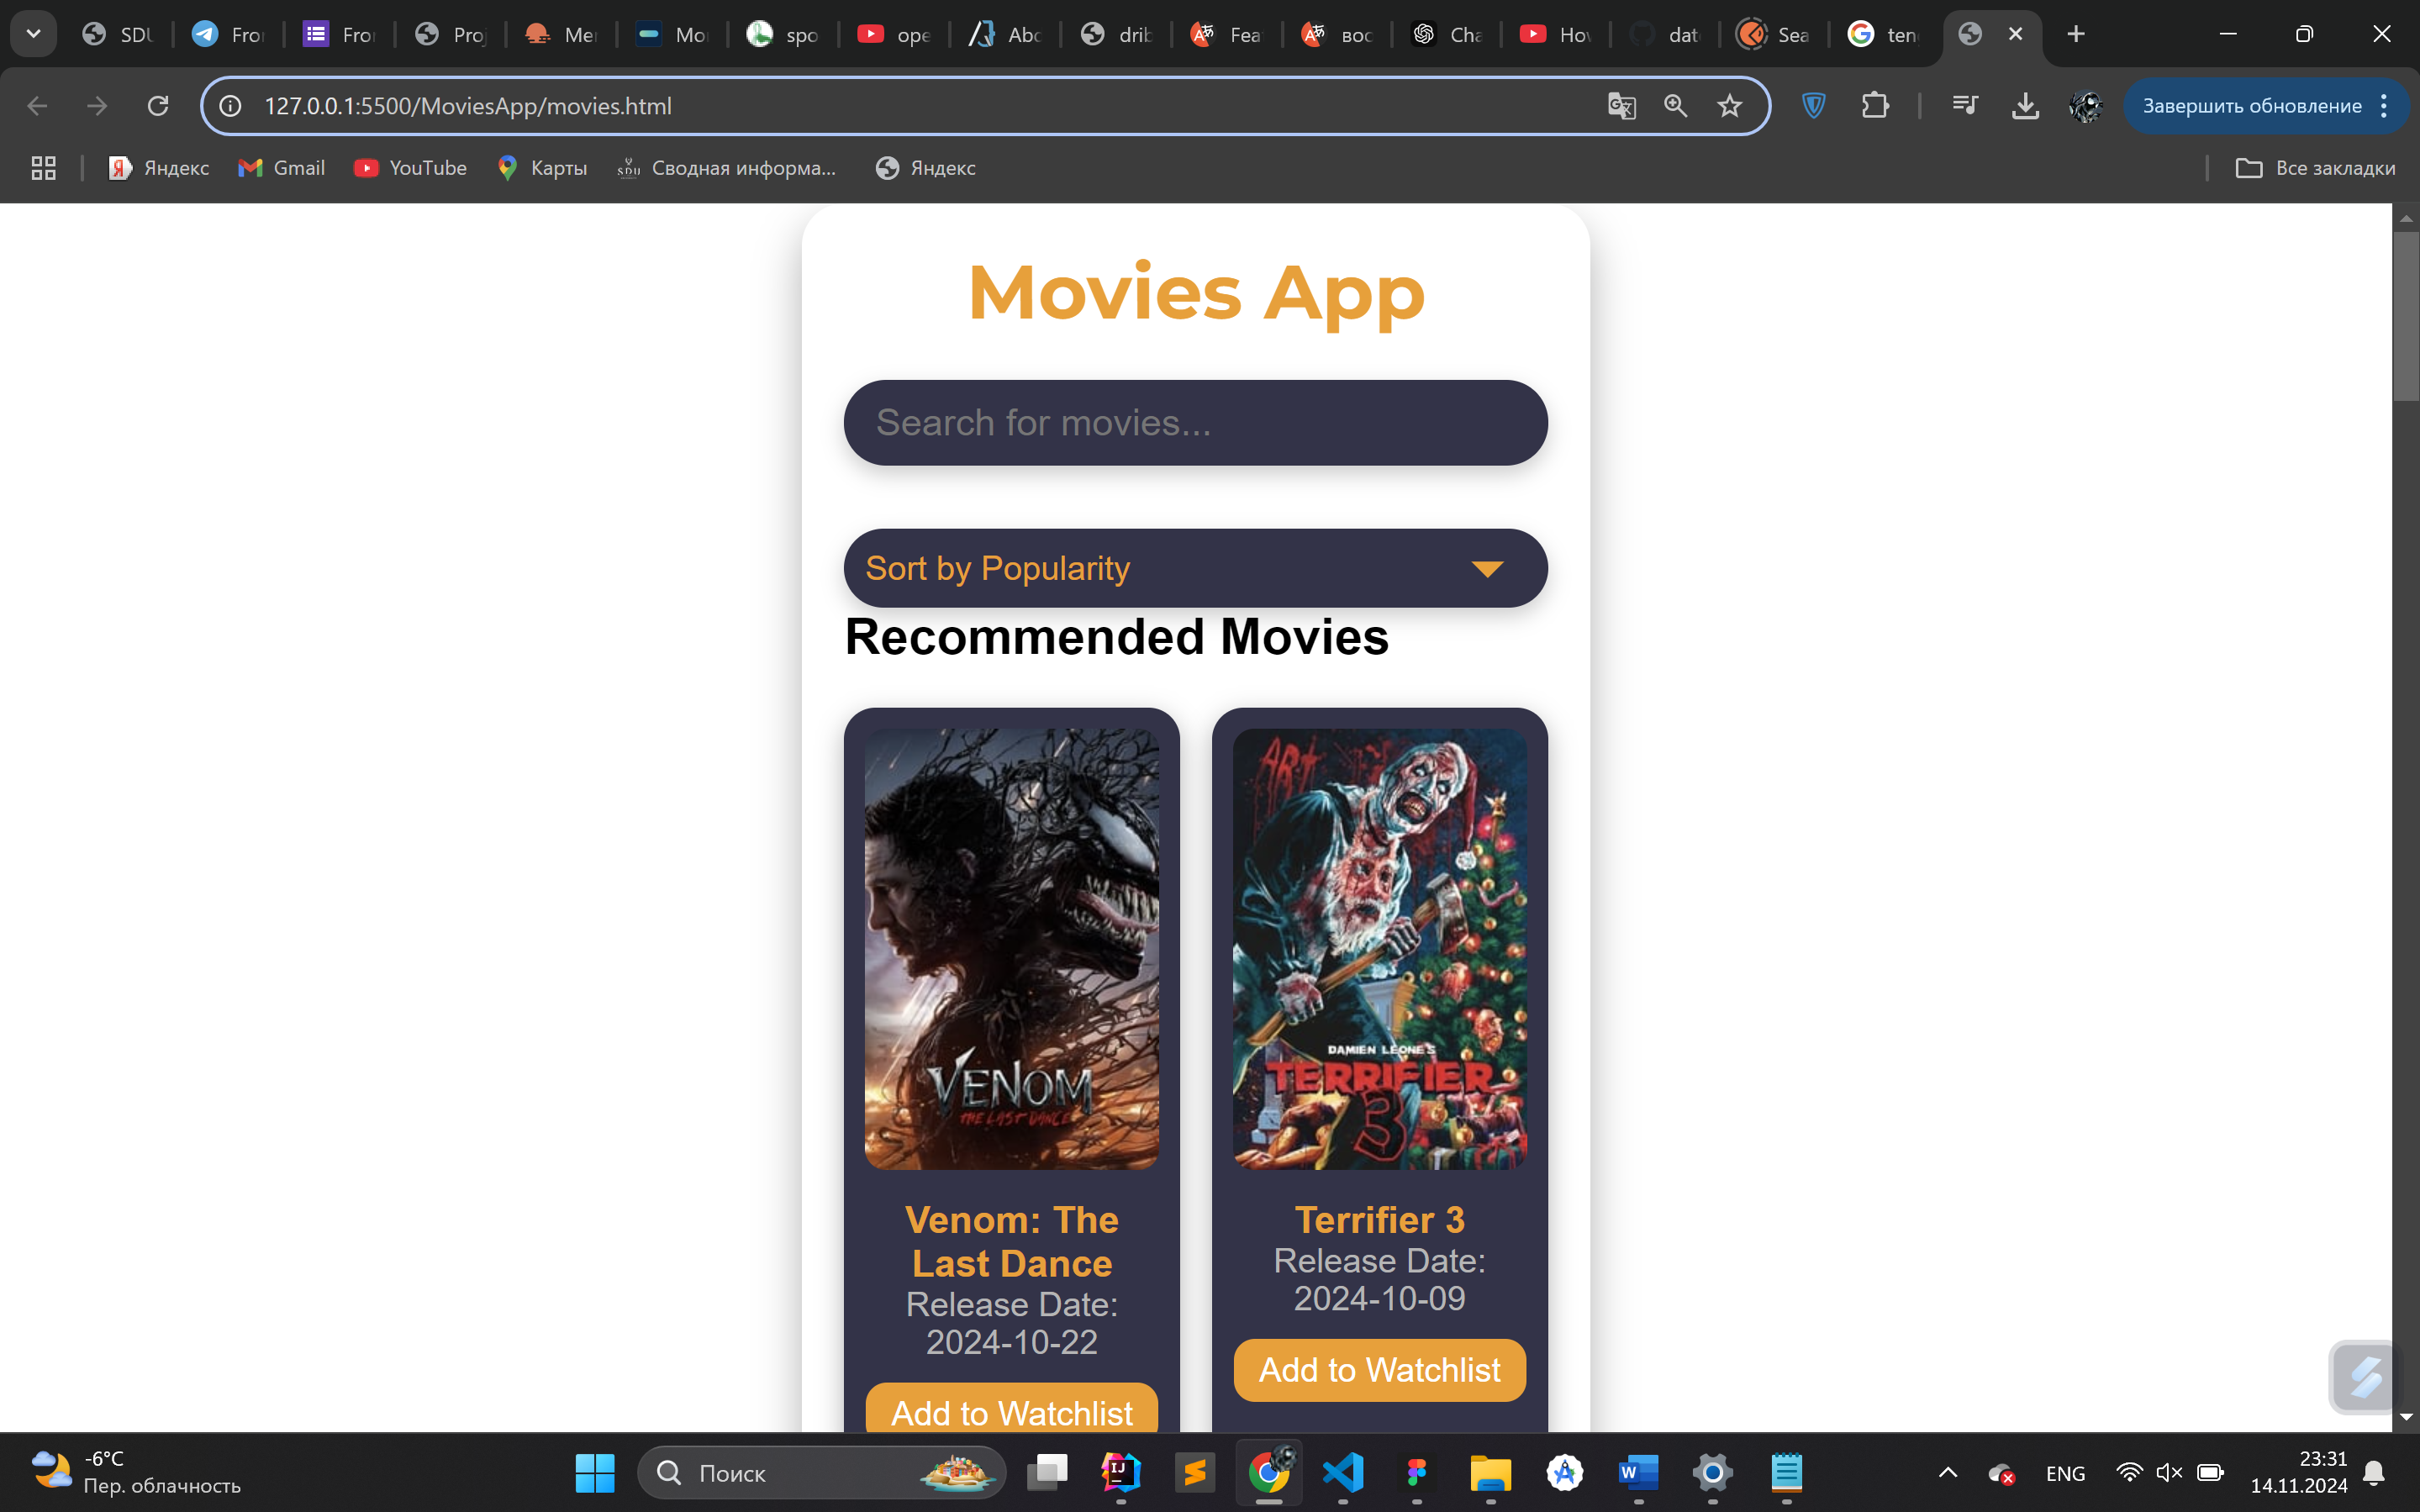 SDU
Fro
Fro
Proj
Me
Mo
spo
ope
Abo
drib
Fea
вос
Cha
Hov
dat
Sea
ten
127.0.0.1:5500/MoviesApp/movies.html
Завершить обновление
Яндекс
Gmail
YouTube
Карты
Сводная информа...
Яндекс
Все закладки
Movies App
Search for movies...
Sort by Popularity
Recommended Movies
ART
VENOM
THE LAST DANCE
DAMIEN LEONE'S
TERRIFIER
3
Venom: The
Last Dance
Release Date:
2024-10-22
Add to Watchlist
Terrifier 3
Release Date:
2024-10-09
Add to Watchlist
-6°C
Пер. облачность
Поиск
ENG
23:31
14.11.2024